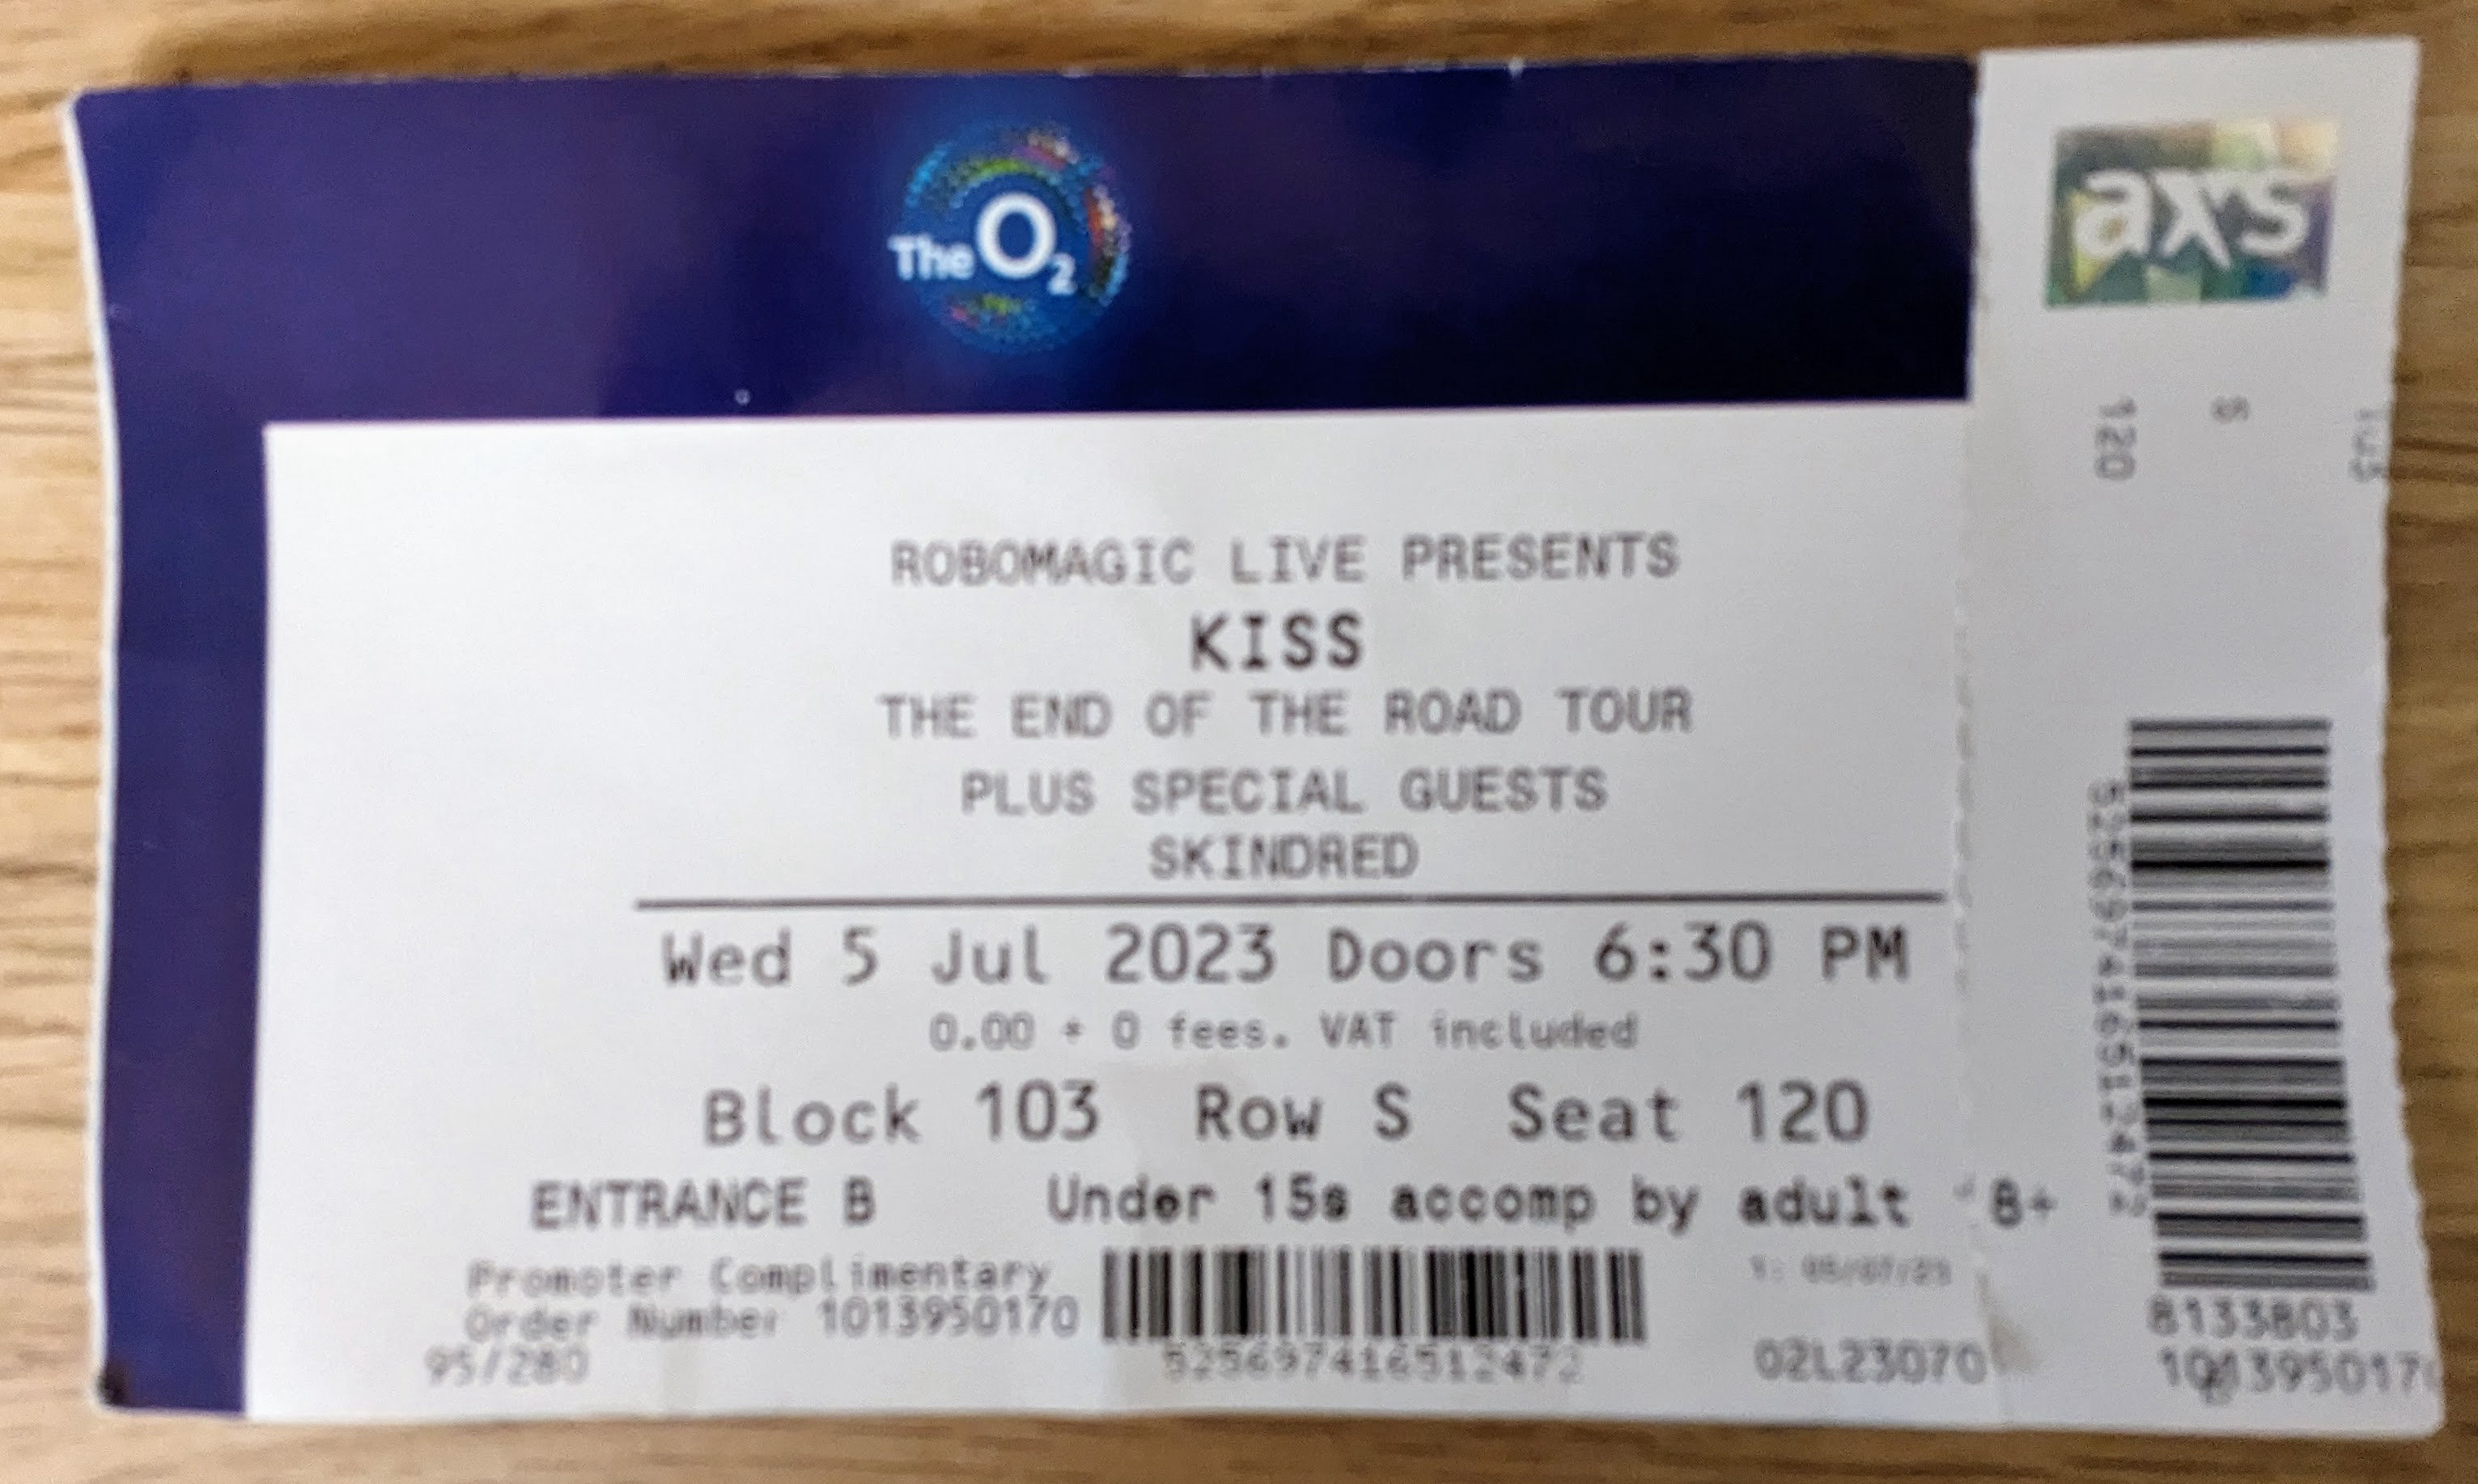 The O2
axs
120 S
ROBOMAGIC LIVE PRESENTS
KISS
THE END OF THE ROAD TOUR
PLUS SPECIAL GUESTS
SKINDRED
Wed 5 Jul 2023 Doors 6:30 PM
0.00 + 0 fees. VAT included
Block 103 Row S Seat 120
ENTRANCE B Under 15s accomp by adult 8+
Promoter Complimentary
Order Number 1013950170
95/280
525697416512472
02L23070
525697416512472
8133803